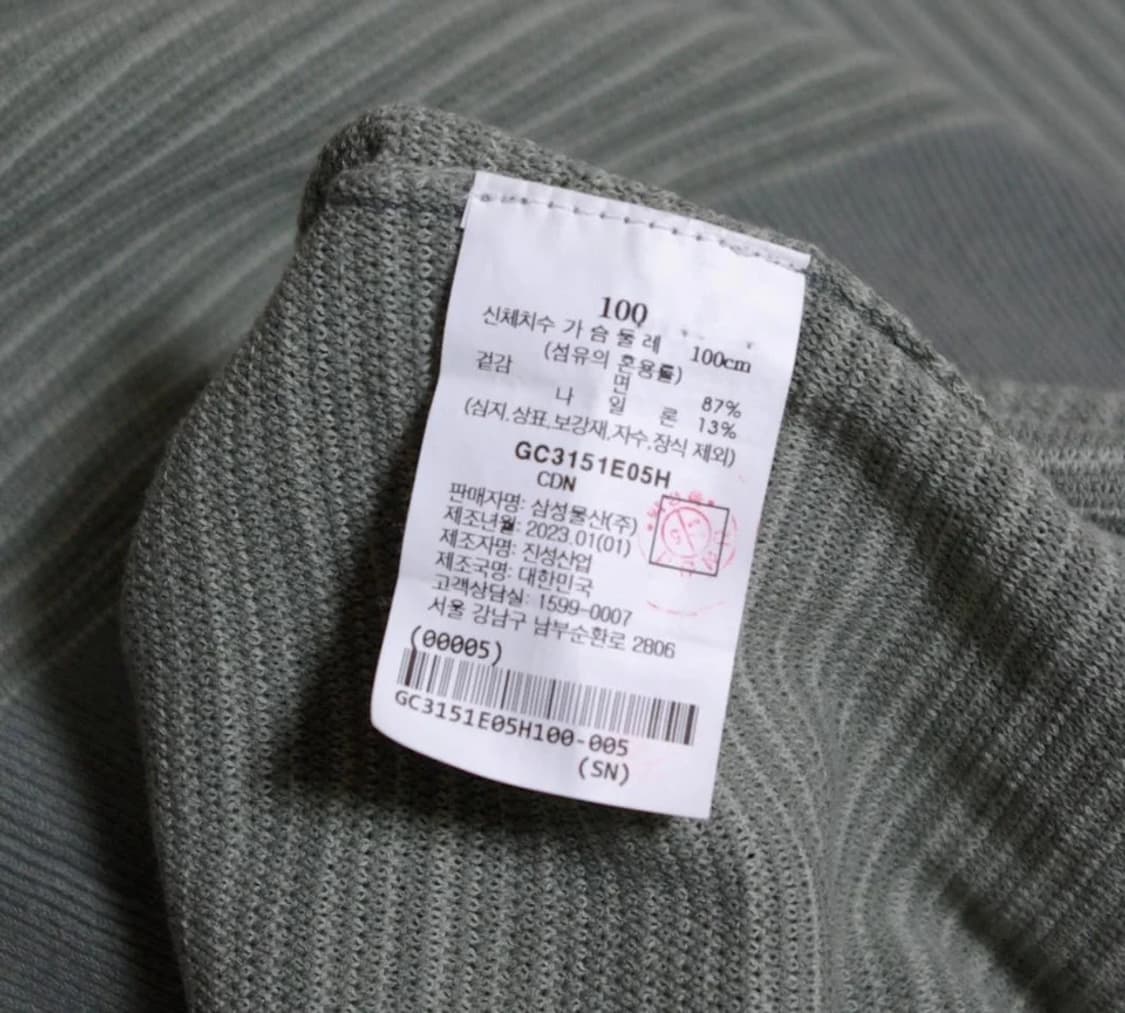 100
신체치수 가슴둘레 100cm
(섬유의 혼용률)
겉감 면 87%
나일론 13%
(심지,상표,보강재,자수,장식 제외)
GC3151E05H
CDN
판매자명: 삼성물산(주)
제조년월: 2023.01(01)
제조자명: 진성산업
제조국명: 대한민국
고객상담실: 1599-0007
서울 강남구 남부순환로 2806
(00005)
GC3151E05H100-005
(SN)